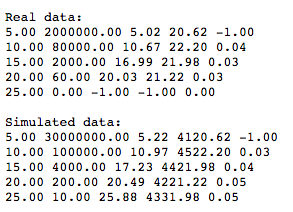 Real data:
5.00 2000000.00 5.02 20.62 -1.00
10.00 80000.00 10.67 22.20 0.04
15.00 2000.00 16.99 21.98 0.03
20.00 60.00 20.03 21.22 0.03
25.00 0.00 -1.00 -1.00 0.00
Simulated data:
5.00 30000000.00 5.22 4120.62 -1.00
10.00 100000.00 10.97 4522.20 0.03
15.00 4000.00 17.23 4421.98 0.04
20.00 200.00 20.49 4221.22 0.05
25.00 10.00 25.88 4331.98 0.05